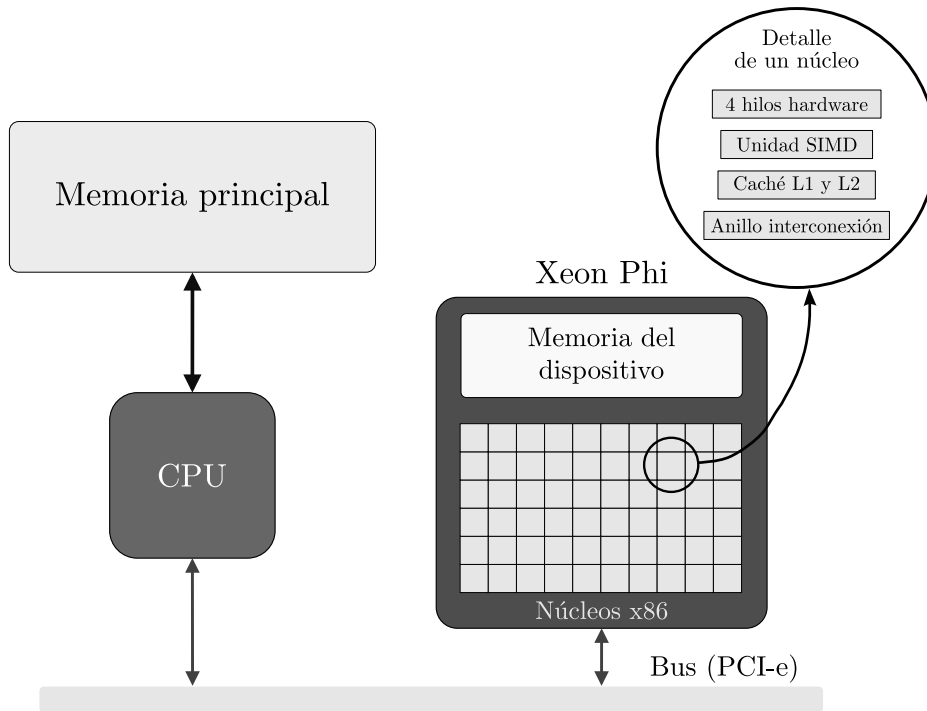 Detalle
de un núcleo
4 hilos hardware
Unidad SIMD
Caché L1 y L2
Anillo interconexión
Memoria principal
Xeon Phi
Memoria del
dispositivo
CPU
Núcleos x86
Bus (PCI-e)